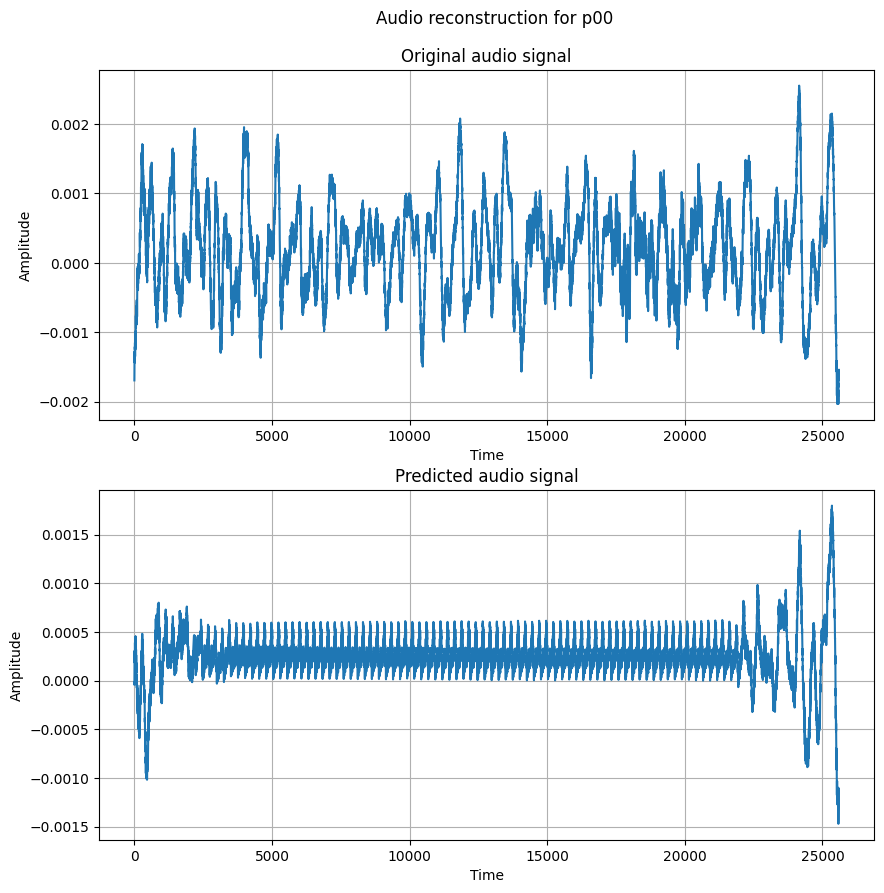 Audio reconstruction for p00
Original audio signal
Amplitude
0.002
0.001
0.000
−0.001
−0.002
0 5000 10000 15000 20000 25000
Time
Predicted audio signal
Amplitude
0.0015
0.0010
0.0005
0.0000
−0.0005
−0.0010
−0.0015
0 5000 10000 15000 20000 25000
Time